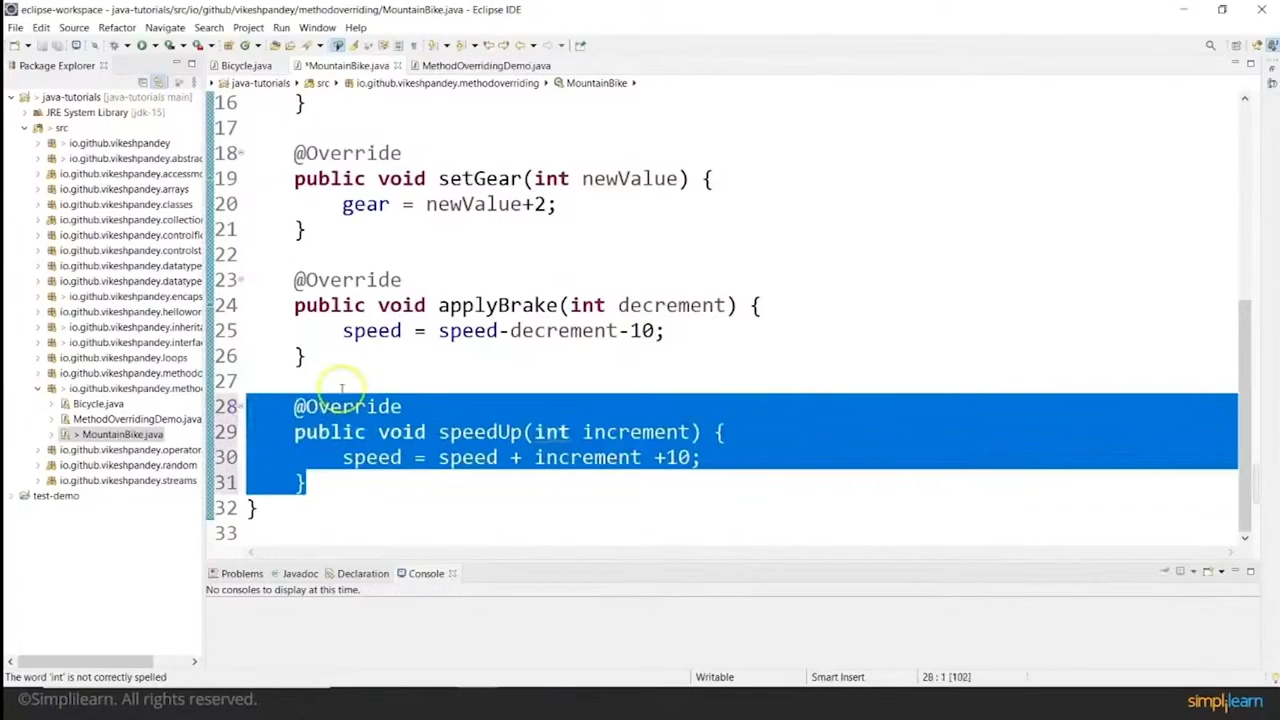 eclipse-workspace - java-tutorials/src/io/github/vikeshpandey/methodoverriding/MountainBike.java - Eclipse IDE
File Edit Source Refactor Navigate Search Project Run Window Help
Package Explorer
Bicycle.java
*MountainBike.java
MethodOverridingDemo.java
java-tutorials
src
io.github.vikeshpandey.methodoverriding
MountainBike
> java-tutorials [java-tutorials main]
JRE System Library [jdk-15]
> src
> io.github.vikeshpandey
> io.github.vikeshpandey.abstrac
io.github.vikeshpandey.accessmo
io.github.vikeshpandey.arrays
io.github.vikeshpandey.classes
io.github.vikeshpandey.collection
io.github.vikeshpandey.controlfl
io.github.vikeshpandey.controlst
io.github.vikeshpandey.datatype
io.github.vikeshpandey.datatype
> io.github.vikeshpandey.encaps
io.github.vikeshpandey.hellowor
> io.github.vikeshpandey.inherita
> io.github.vikeshpandey.interfac
io.github.vikeshpandey.loops
io.github.vikeshpandey.methodo
> io.github.vikeshpandey.metho
Bicycle.java
MethodOverridingDemo.java
> MountainBike.java
io.github.vikeshpandey.operator
io.github.vikeshpandey.random
io.github.vikeshpandey.streams
test-demo
16 }
17
18 @Override
19 public void setGear(int newValue) {
20 gear = newValue+2;
21 }
22
23 @Override
24 public void applyBrake(int decrement) {
25 speed = speed-decrement-10;
26 }
27
28 @Override
29 public void speedUp(int increment) {
30 speed = speed + increment +10;
31 }
32 }
33
Problems Javadoc Declaration Console
No consoles to display at this time.
The word 'int' is not correctly spelled
Writable
Smart Insert
28 : 1 [102]
©Simplilearn. All rights reserved.
simplilearn